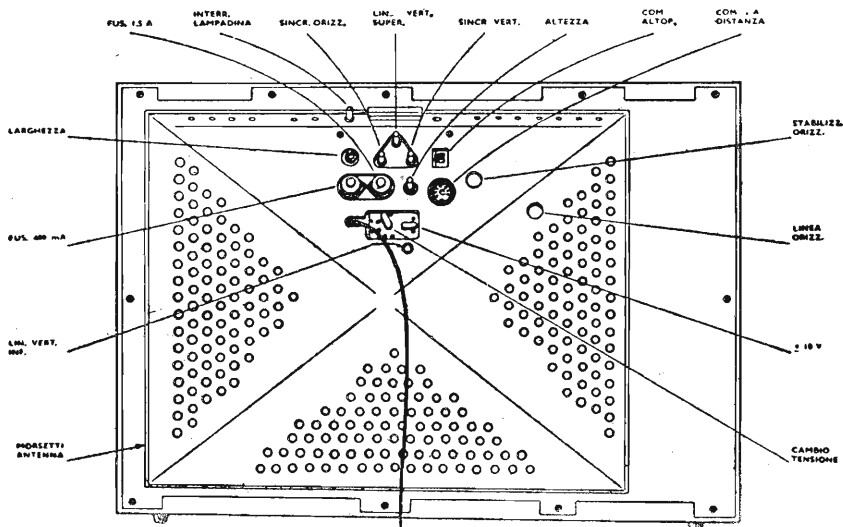 FUS. 1.5 A
INTERR.
LAMPADINA
SINCR. ORIZZ.
LIN. VERT.
SUPER.
SINCR VERT.
ALTEZZA
COM
ALTOP.
COM A
DISTANZA
LARGHEZZA
STABILIZZ.
ORIZZ.
FUS. 400 mA
LINEA
ORIZZ.
LIN. VERT.
INF.
± 10 V
MORSETTI
ANTENNA
CAMBIO
TENSIONE